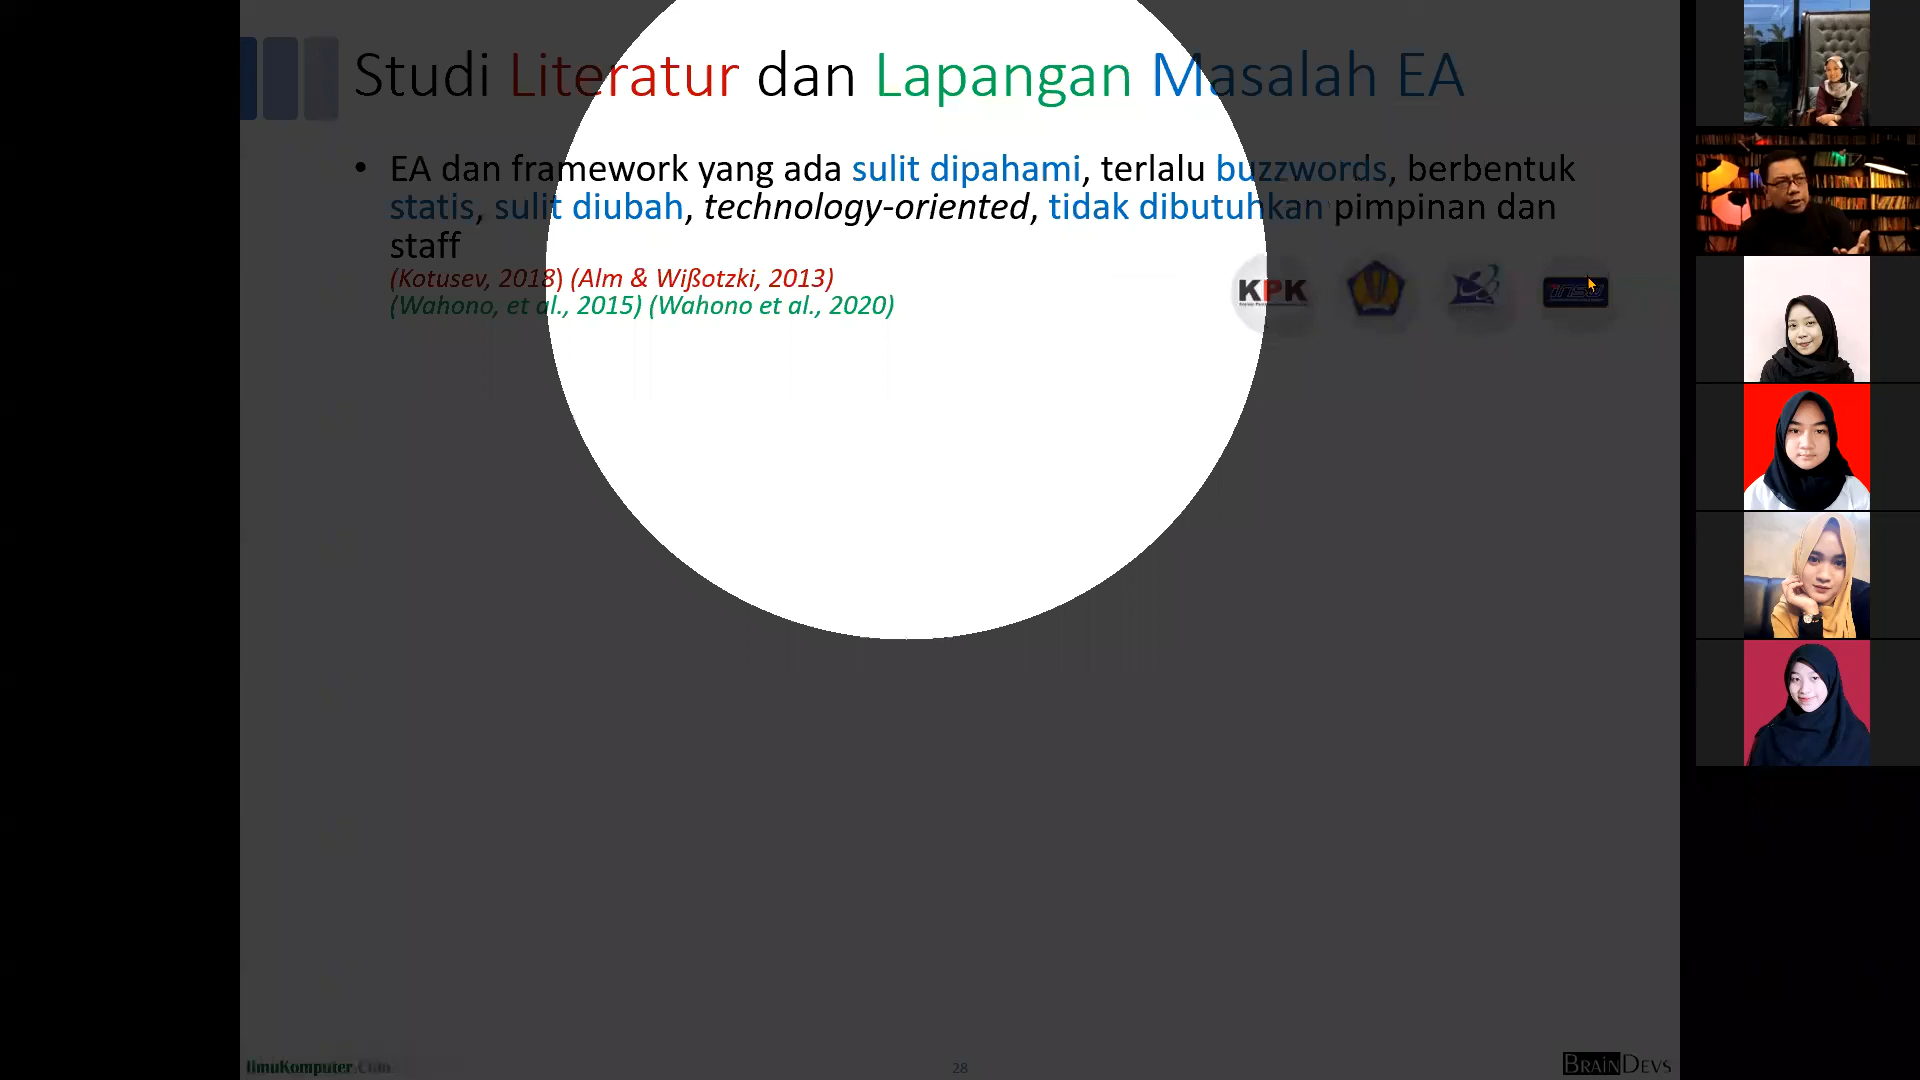 Studi Literatur dan Lapangan Masalah EA
• EA dan framework yang ada sulit dipahami, terlalu buzzwords, berbentuk
statis, sulit diubah, technology-oriented, tidak dibutuhkan pimpinan dan
staff
(Kotusev, 2018) (Alm & Wißotzki, 2013)
(Wahono, et al., 2015) (Wahono et al., 2020)
KPK
IlmuKomputer.Com
28
BRAINDEVS